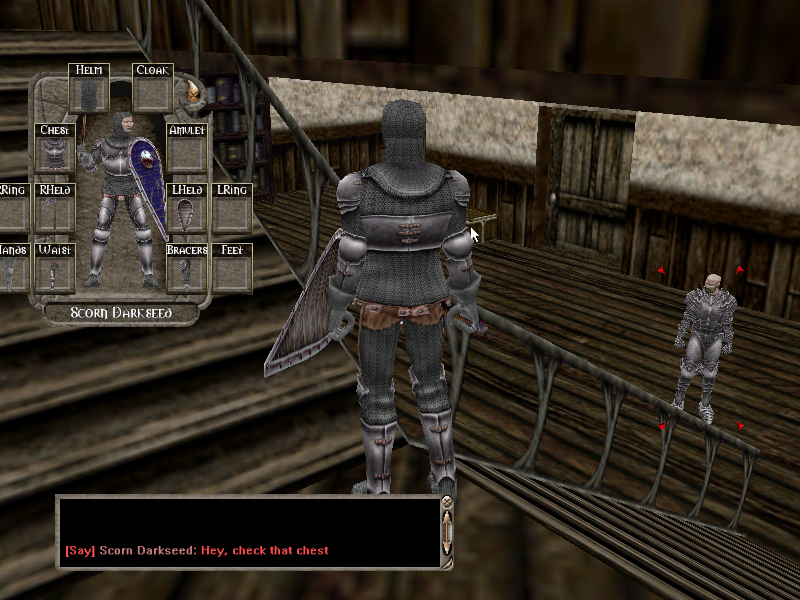 HELM CLOAK
CHEST AMULET
RING RHELD LHELD LRING
HANDS WAIST BRACERS FEET
SCORN DARKSEED
[Say] Scorn Darkseed: Hey, check that chest